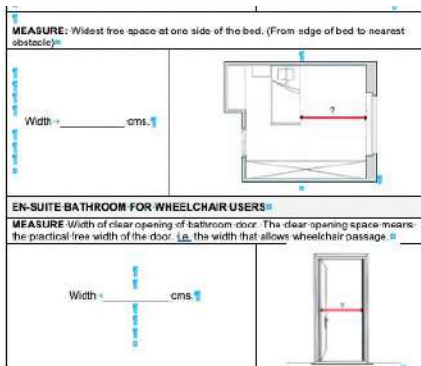 MEASURE: Widest free space at one side of the bed. (From edge of bed to nearest
obstacle)
?
Width ___________ cms.
EN-SUITE BATHROOM FOR WHEELCHAIR USERS
MEASURE Width of clear opening of bathroom door. The clear opening space means
the practical free width of the door. i.e. the width that allows wheelchair passage.
?
Width ___________ cms.